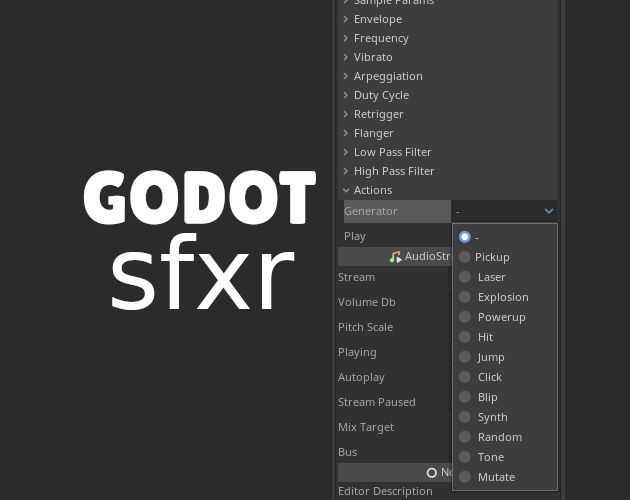 GODOT
sfxr
Sample Params
Envelope
Frequency
Vibrato
Arpeggiation
Duty Cycle
Retrigger
Flanger
Low Pass Filter
High Pass Filter
Actions
Generator -
Play
AudioStr
Stream
Volume Db
Pitch Scale
Playing
Autoplay
Stream Paused
Mix Target
Bus
No
Editor Description
-
Pickup
Laser
Explosion
Powerup
Hit
Jump
Click
Blip
Synth
Random
Tone
Mutate